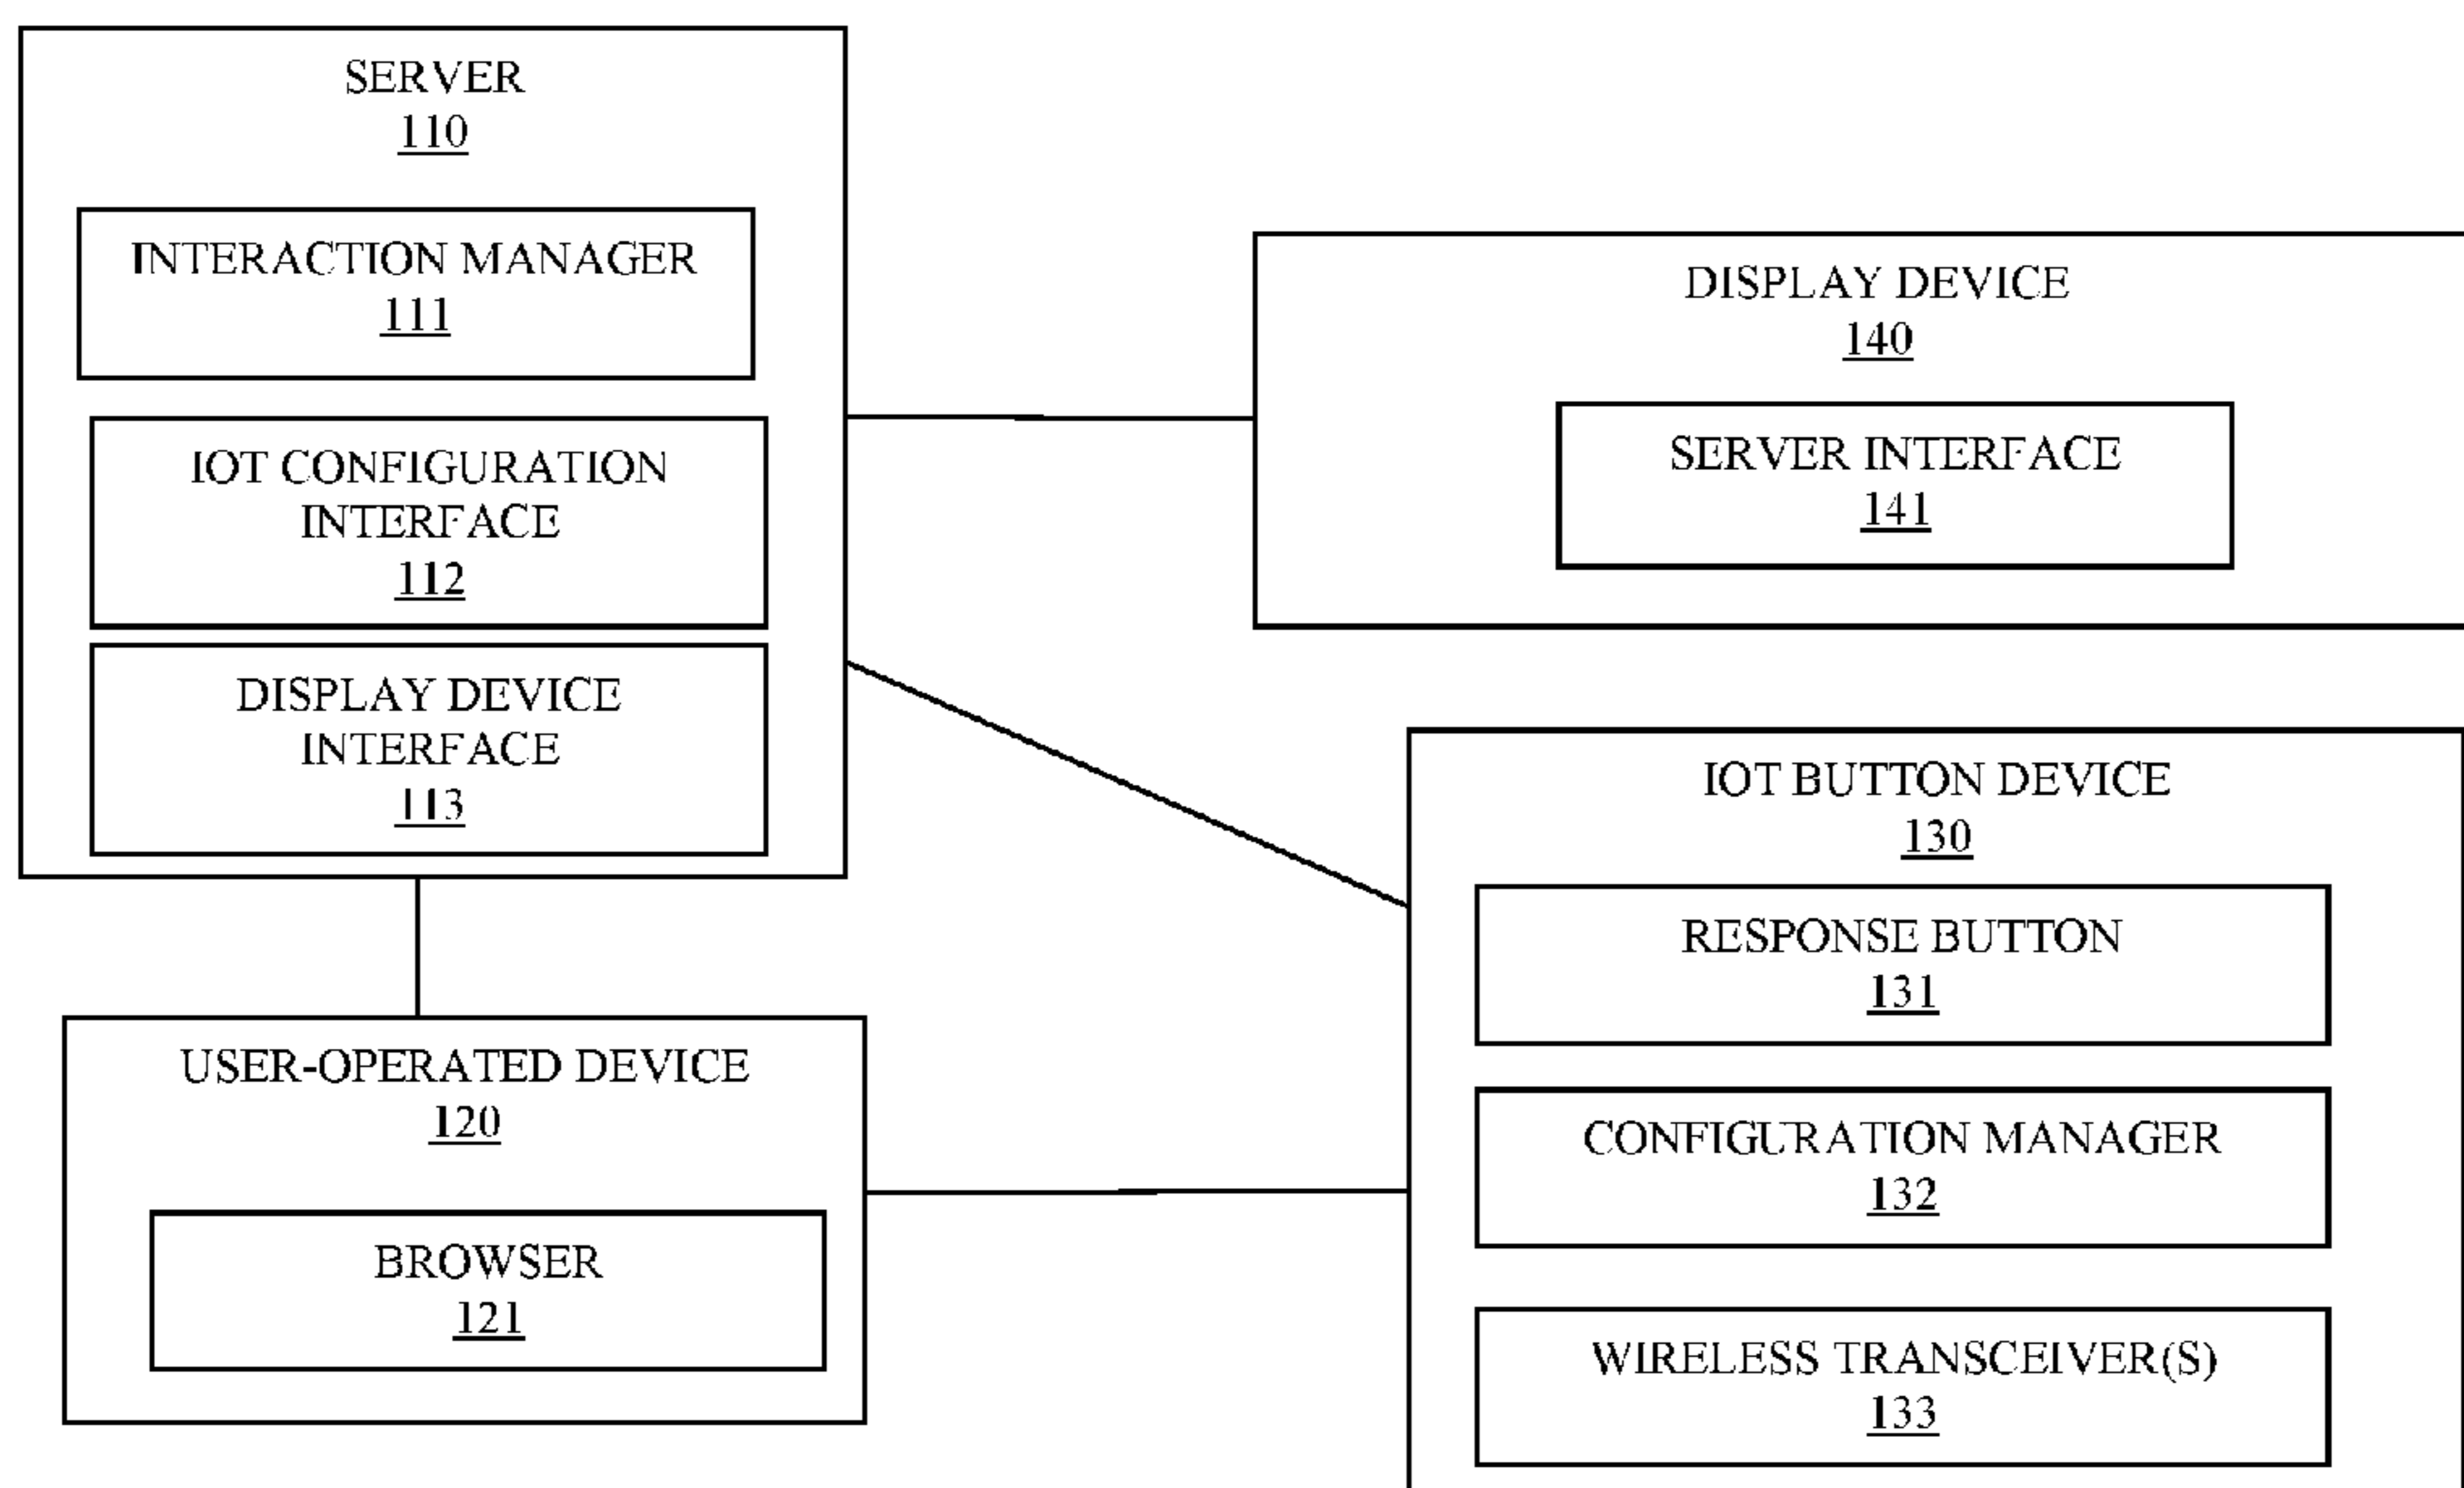 SERVER
110
INTERACTION MANAGER
111
IOT CONFIGURATION
INTERFACE
112
DISPLAY DEVICE
INTERFACE
113
DISPLAY DEVICE
140
SERVER INTERFACE
141
USER-OPERATED DEVICE
120
BROWSER
121
IOT BUTTON DEVICE
130
RESPONSE BUTTON
131
CONFIGURATION MANAGER
132
WIRELESS TRANSCEIVER(S)
133